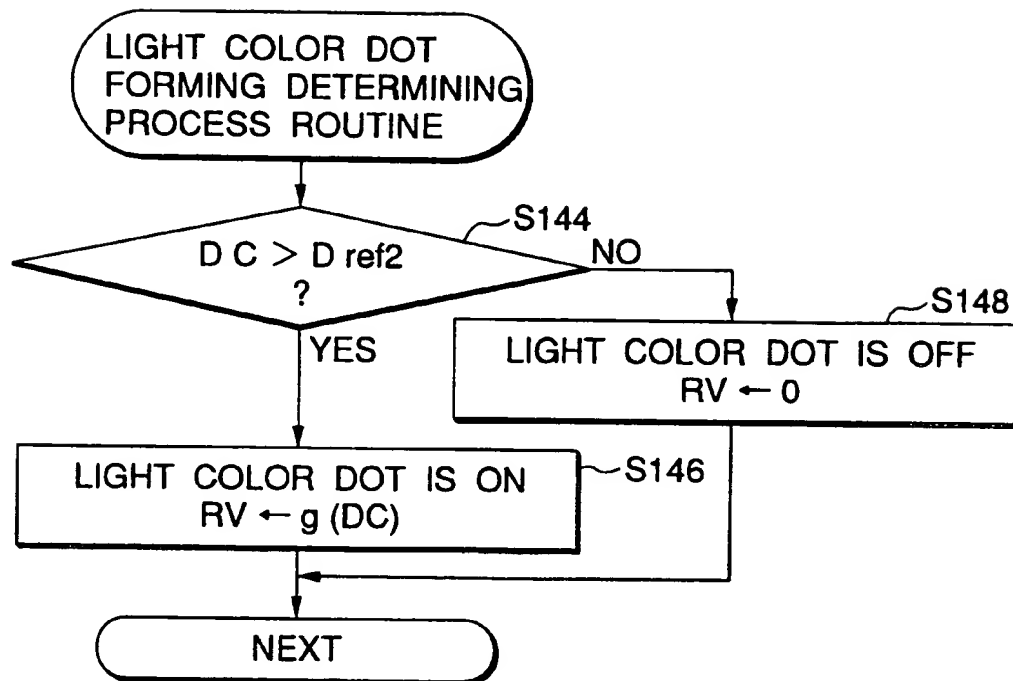 LIGHT COLOR DOT
FORMING DETERMINING
PROCESS ROUTINE
S144
D C > D ref2
?
NO
YES
S148
LIGHT COLOR DOT IS OFF
RV ← 0
S146
LIGHT COLOR DOT IS ON
RV ← g (DC)
NEXT